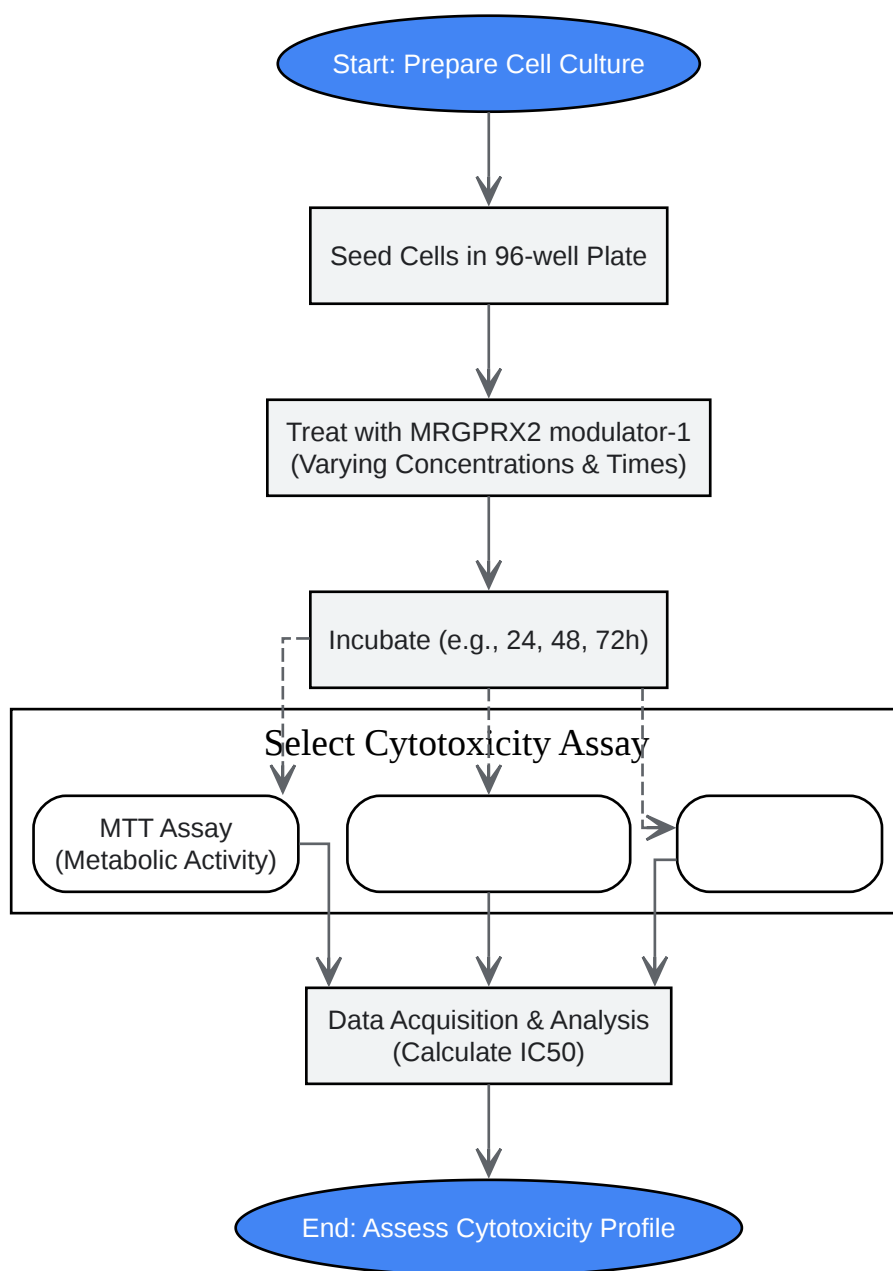 Start: Prepare Cell Culture
Seed Cells in 96-well Plate
Treat with MRGPRX2 modulator-1
(Varying Concentrations & Times)
Incubate (e.g., 24, 48, 72h)
Select Cytotoxicity Assay
MTT Assay
(Metabolic Activity)
Data Acquisition & Analysis
(Calculate IC50)
End: Assess Cytotoxicity Profile